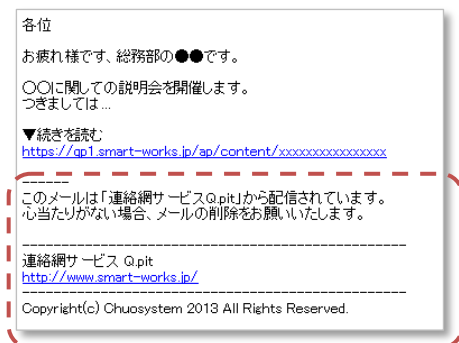 各位
お疲れ様です、総務部の●●です。
〇〇に関しての説明会を開催します。
つきましては...
▼続きを読む
https://qp1.smart-works.jp/ap/content/xxxxxxxxxxxxxxxx
------
このメールは「連絡網サービスQ.pit」から配信されています。
心当たりがない場合、メールの削除をお願いいたします。
------------------------------------------------------
連絡網サービス Q.pit
http://www.smart-works.jp/
------------------------------------------------------
Copyright(c) Chuosystem 2013 All Rights Reserved.